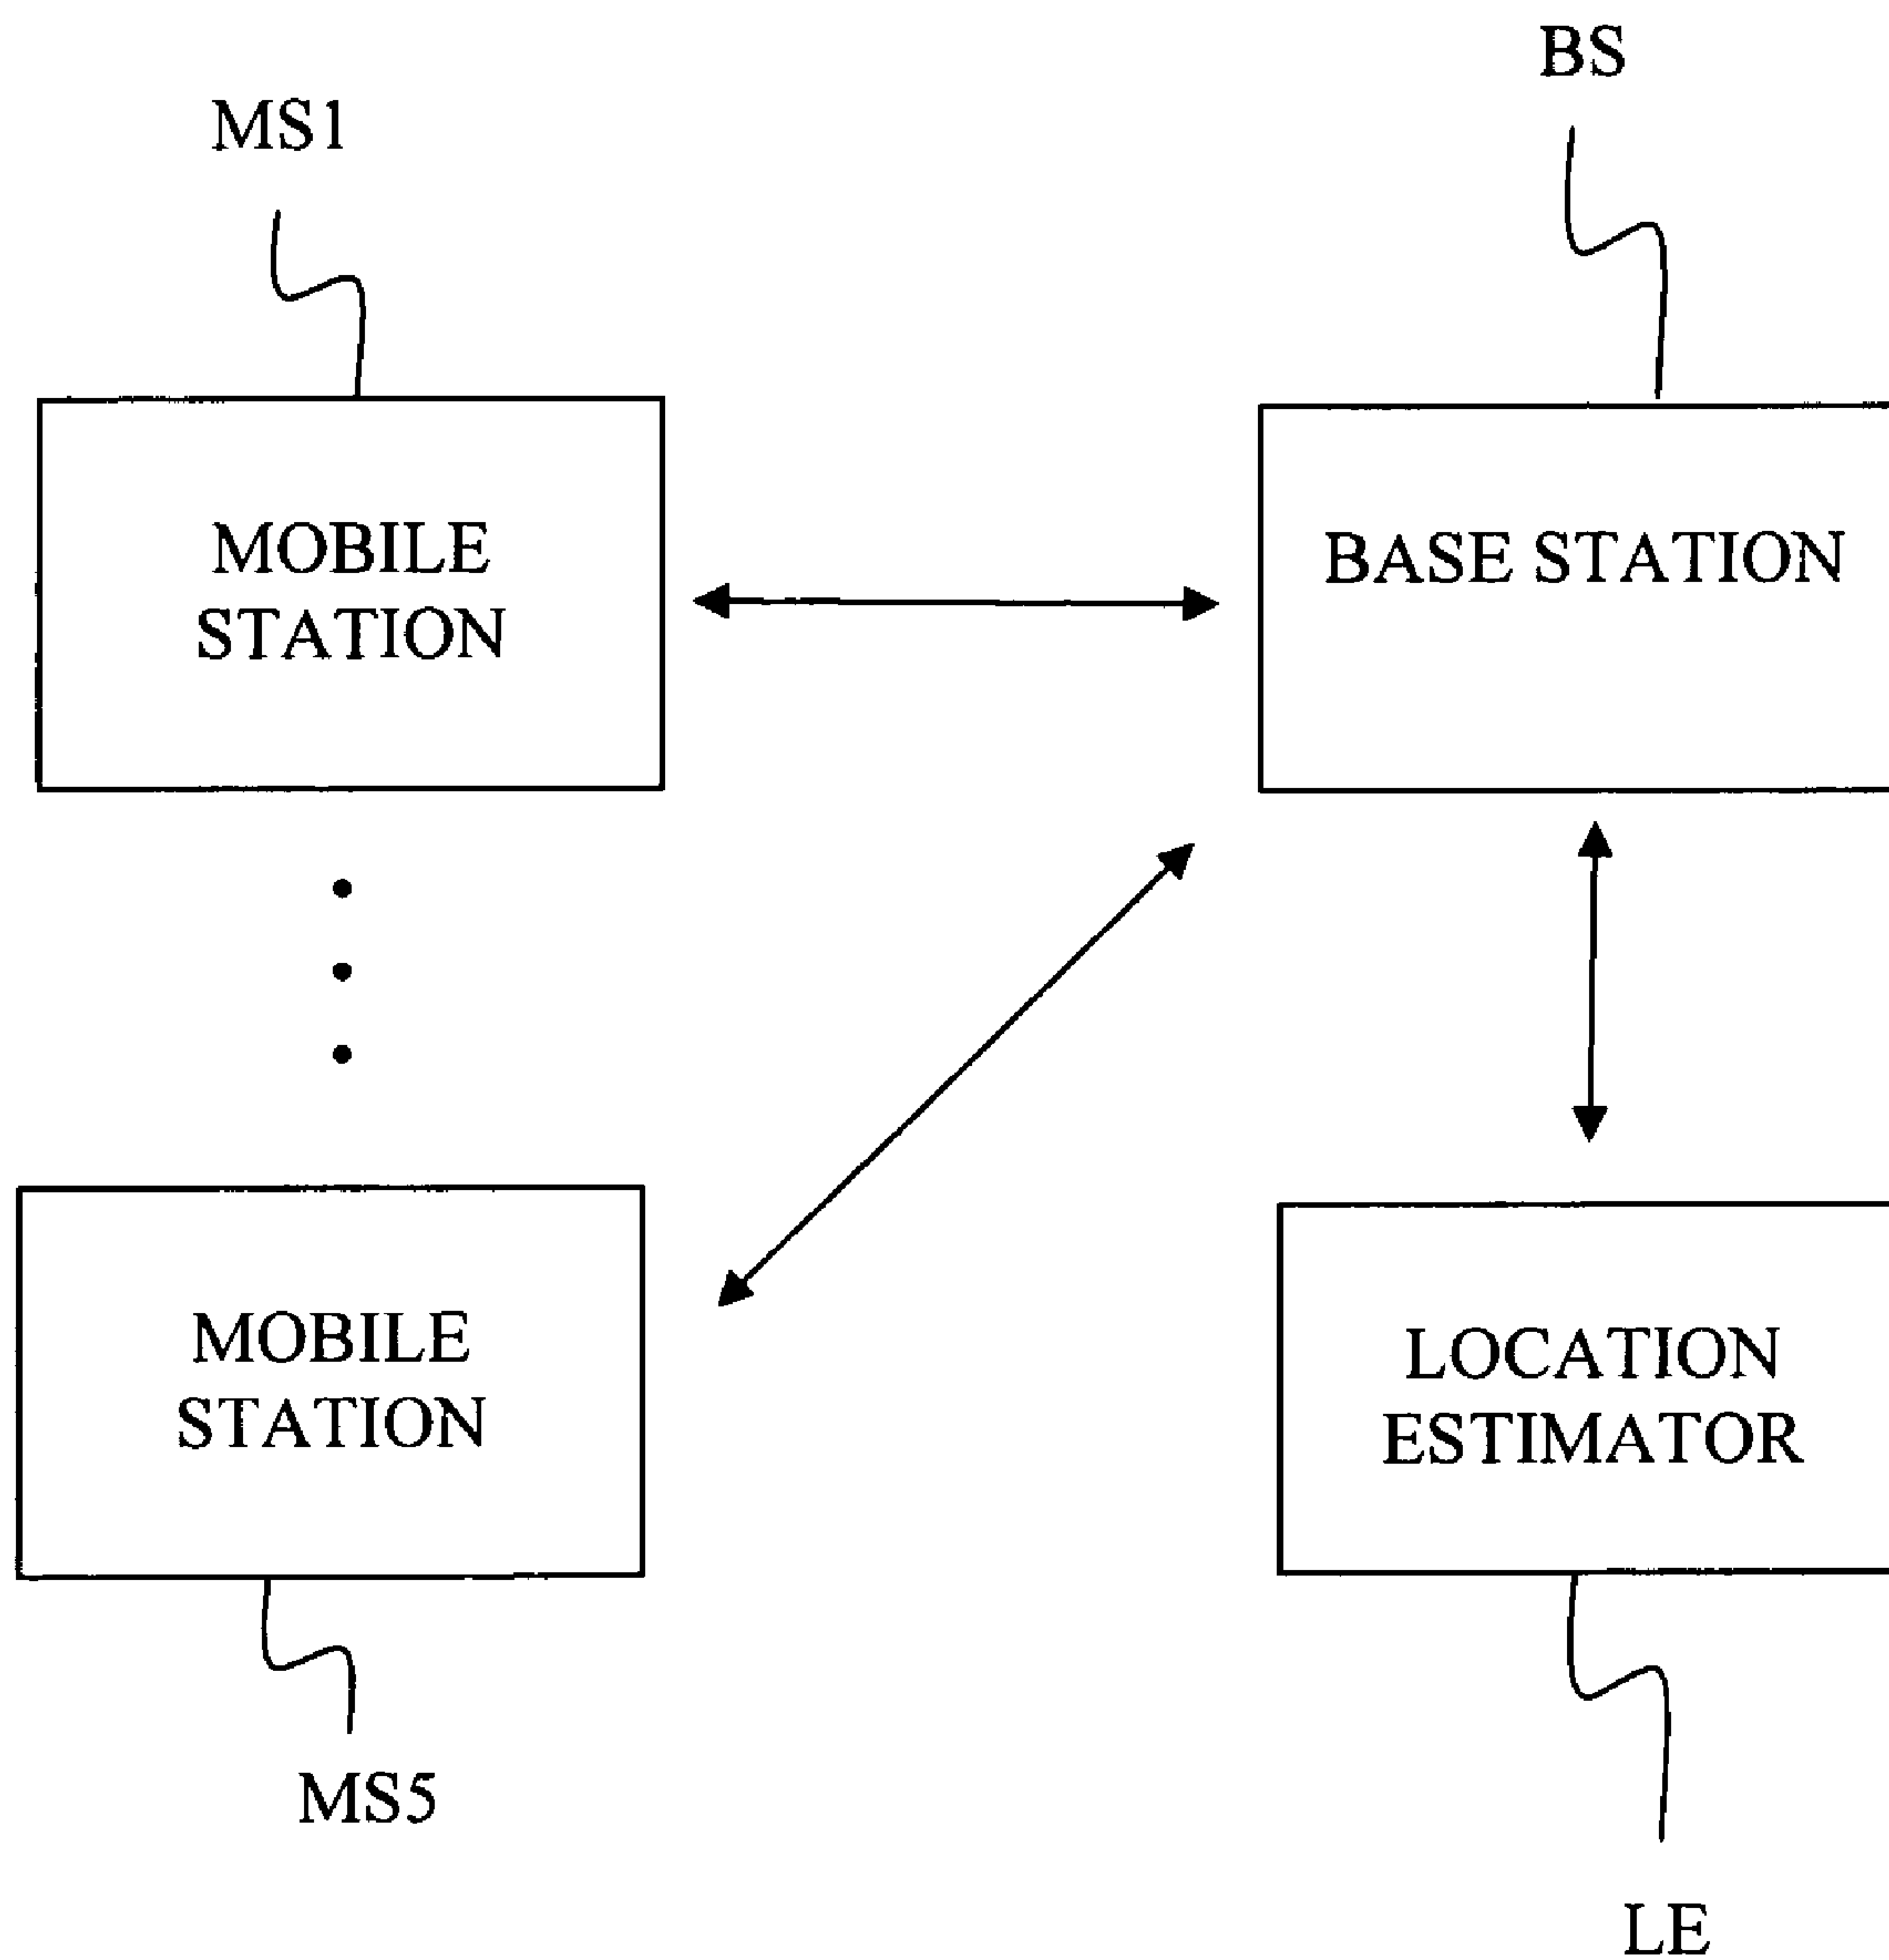 BS
MS1
MOBILE
STATION
BASE STATION
MOBILE
STATION
LOCATION
ESTIMATOR
MS5
LE